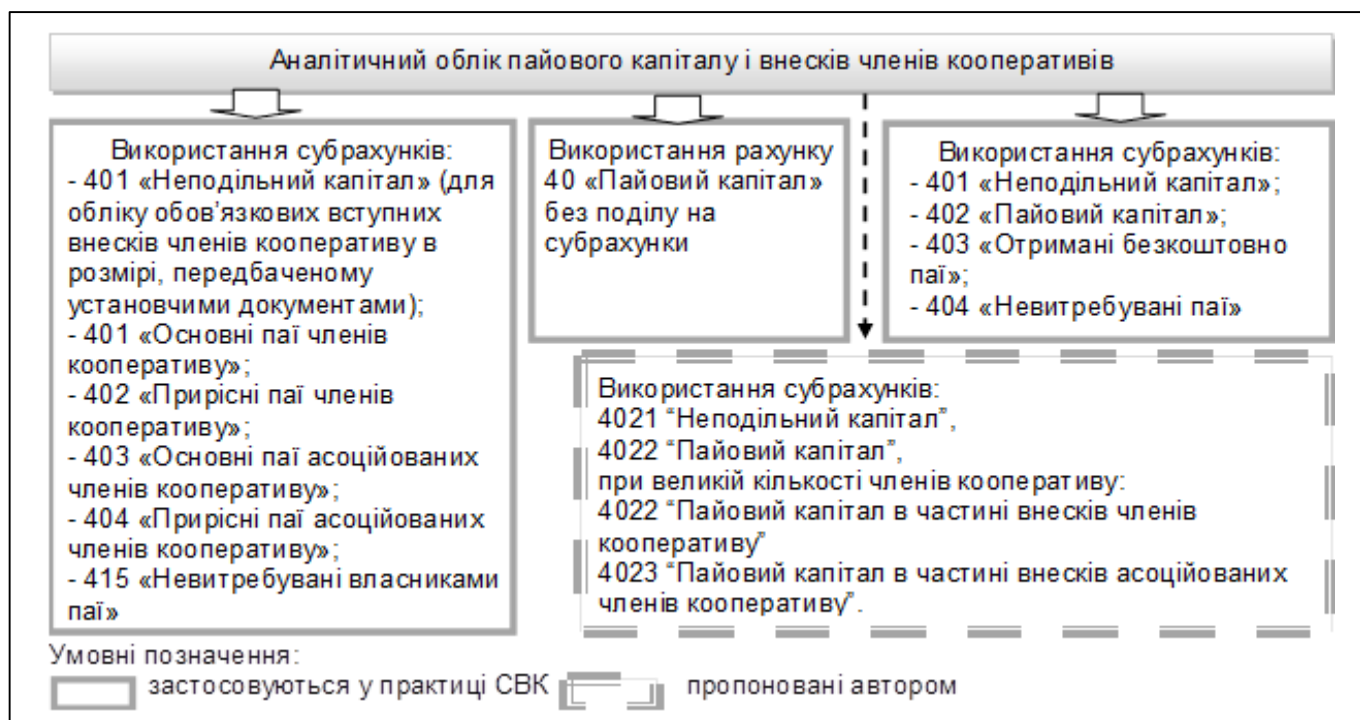 Аналітичний облік пайового капіталу і внесків членів кооперативів
Використання субрахунків:
- 401 «Неподільний капітал» (для
обліку обов’язкових вступних
внесків членів кооперативу в
розмірі, передбаченому
установчими документами);
- 401 «Основні паї членів
кооперативу»;
- 402 «Прирісні паї членів
кооперативу»;
- 403 «Основні паї асоційованих
членів кооперативу»;
- 404 «Прирісні паї асоційованих
членів кооперативу»;
- 415 «Невитребувані власниками
паї»
Використання рахунку
40 «Пайовий капітал»
без поділу на
субрахунки
Використання субрахунків:
- 401 «Неподільний капітал»;
- 402 «Пайовий капітал»;
- 403 «Отримані безкоштовно
паї»;
- 404 «Невитребувані паї»
Використання субрахунків:
4021 “Неподільний капітал”,
4022 “Пайовий капітал”,
при великій кількості членів кооперативу:
4022 “Пайовий капітал в частині внесків членів
кооперативу”
4023 “Пайовий капітал в частині внесків асоційованих
членів кооперативу”.
Умовні позначення:
застосовуються у практиці СВК
пропоновані автором